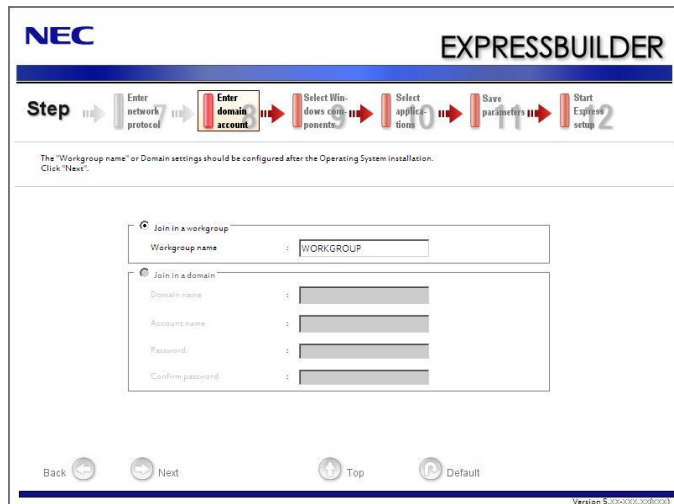 NEC
EXPRESSBUILDER
Step
Enter
network
protocol
7
Enter
domain
account
8
Select Win-
dows com-
ponents
9
Select
applica-
tions
10
Save
parameters
11
Start
Express
setup
12
The "Workgroup name" or Domain settings should be configured after the Operating System installation.
Click "Next".
Join in a workgroup
Workgroup name : WORKGROUP
Join in a domain
Domain name :
Account name :
Password :
Confirm password :
Back Next Top Default